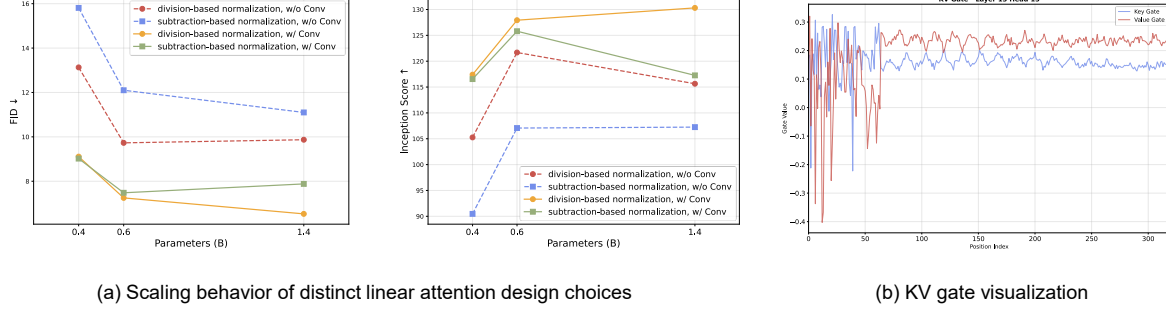 division-based normalization, w/o Conv
subtraction-based normalization, w/o Conv
division-based normalization, w/ Conv
subtraction-based normalization, w/ Conv
FID ↓
16
14
12
10
8
0.4
0.6
1.4
Parameters (B)
Inception Score ↑
130
125
120
115
110
105
100
95
90
division-based normalization, w/o Conv
subtraction-based normalization, w/o Conv
division-based normalization, w/ Conv
subtraction-based normalization, w/ Conv
0.4
0.6
1.4
Parameters (B)
Key Gate
Value Gate
Gate Value
0.3
0.2
0.1
0.0
−0.1
−0.2
−0.3
−0.4
0
50
100
150
200
250
300
Position Index
(a) Scaling behavior of distinct linear attention design choices
(b) KV gate visualization